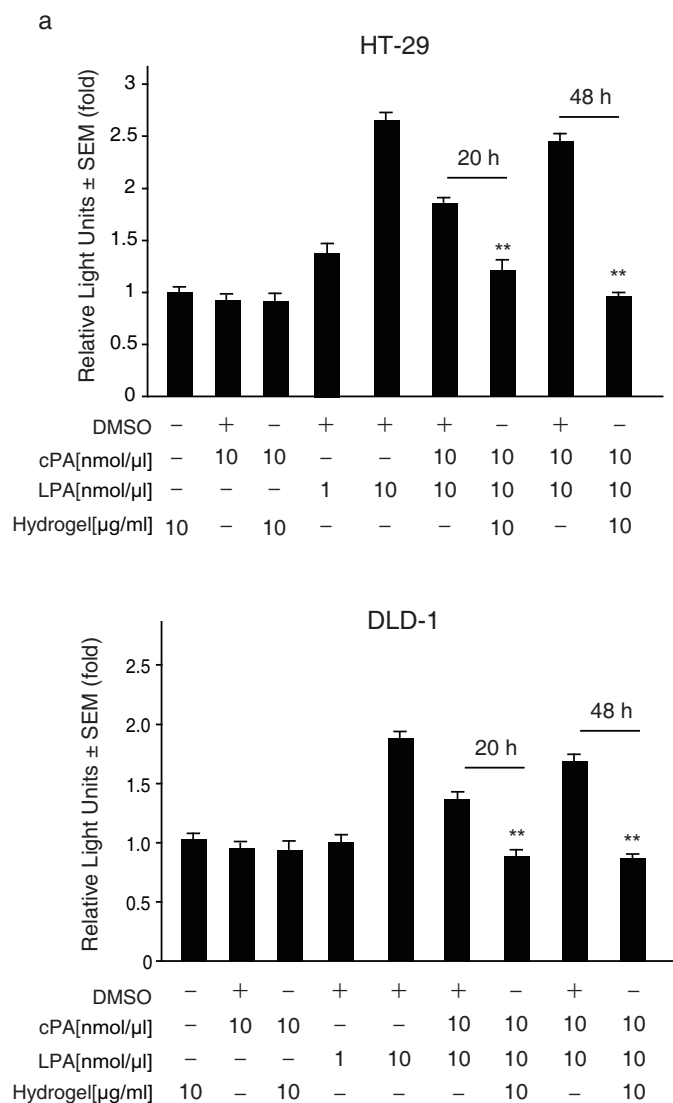 a
HT-29
Relative Light Units ± SEM (fold)
3
2.5
2
1.5
1
0.5
0
48 h
20 h
**
**
DMSO – + – + + + – + –
cPA[nmol/µl] – 10 10 – – 10 10 10 10
LPA[nmol/µl] – – – 1 10 10 10 10 10
Hydrogel[µg/ml] 10 – 10 – – – 10 – 10
DLD-1
Relative Light Units ± SEM (fold)
2.5
2.0
1.5
1.0
0.5
0
48 h
20 h
**
**
DMSO – + – + + + – + –
cPA[nmol/µl] – 10 10 – – 10 10 10 10
LPA[nmol/µl] – – – 1 10 10 10 10 10
Hydrogel[µg/ml] 10 – 10 – – – 10 – 10